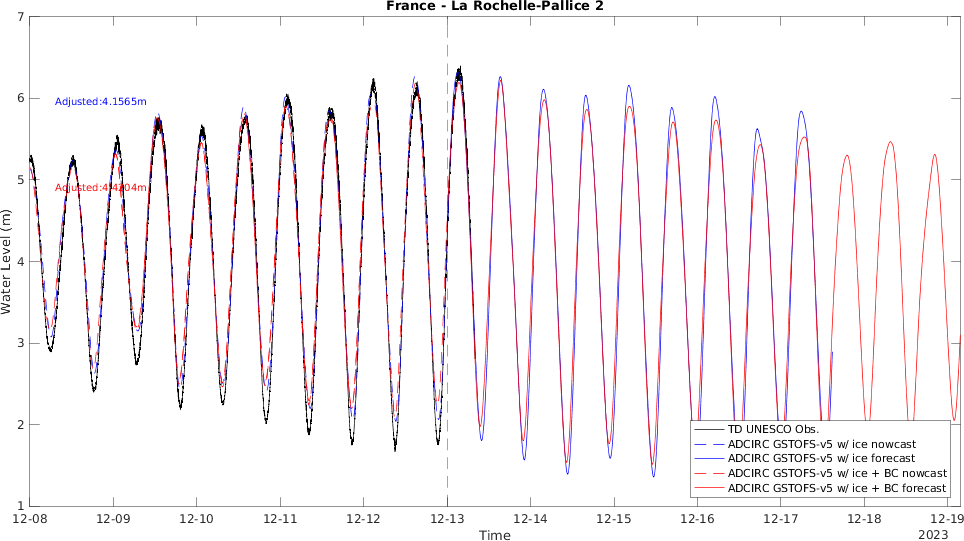 France - La Rochelle-Pallice 2
7
6
5
4
3
2
1
Water Level (m)
Adjusted:4.1565m
Adjusted:4.4204m
12-08
12-09
12-10
12-11
12-12
12-13
12-14
12-15
12-16
12-17
12-18
12-19
Time
2023
TD UNESCO Obs.
ADCIRC GSTOFS-v5 w/ ice nowcast
ADCIRC GSTOFS-v5 w/ ice forecast
ADCIRC GSTOFS-v5 w/ ice + BC nowcast
ADCIRC GSTOFS-v5 w/ ice + BC forecast